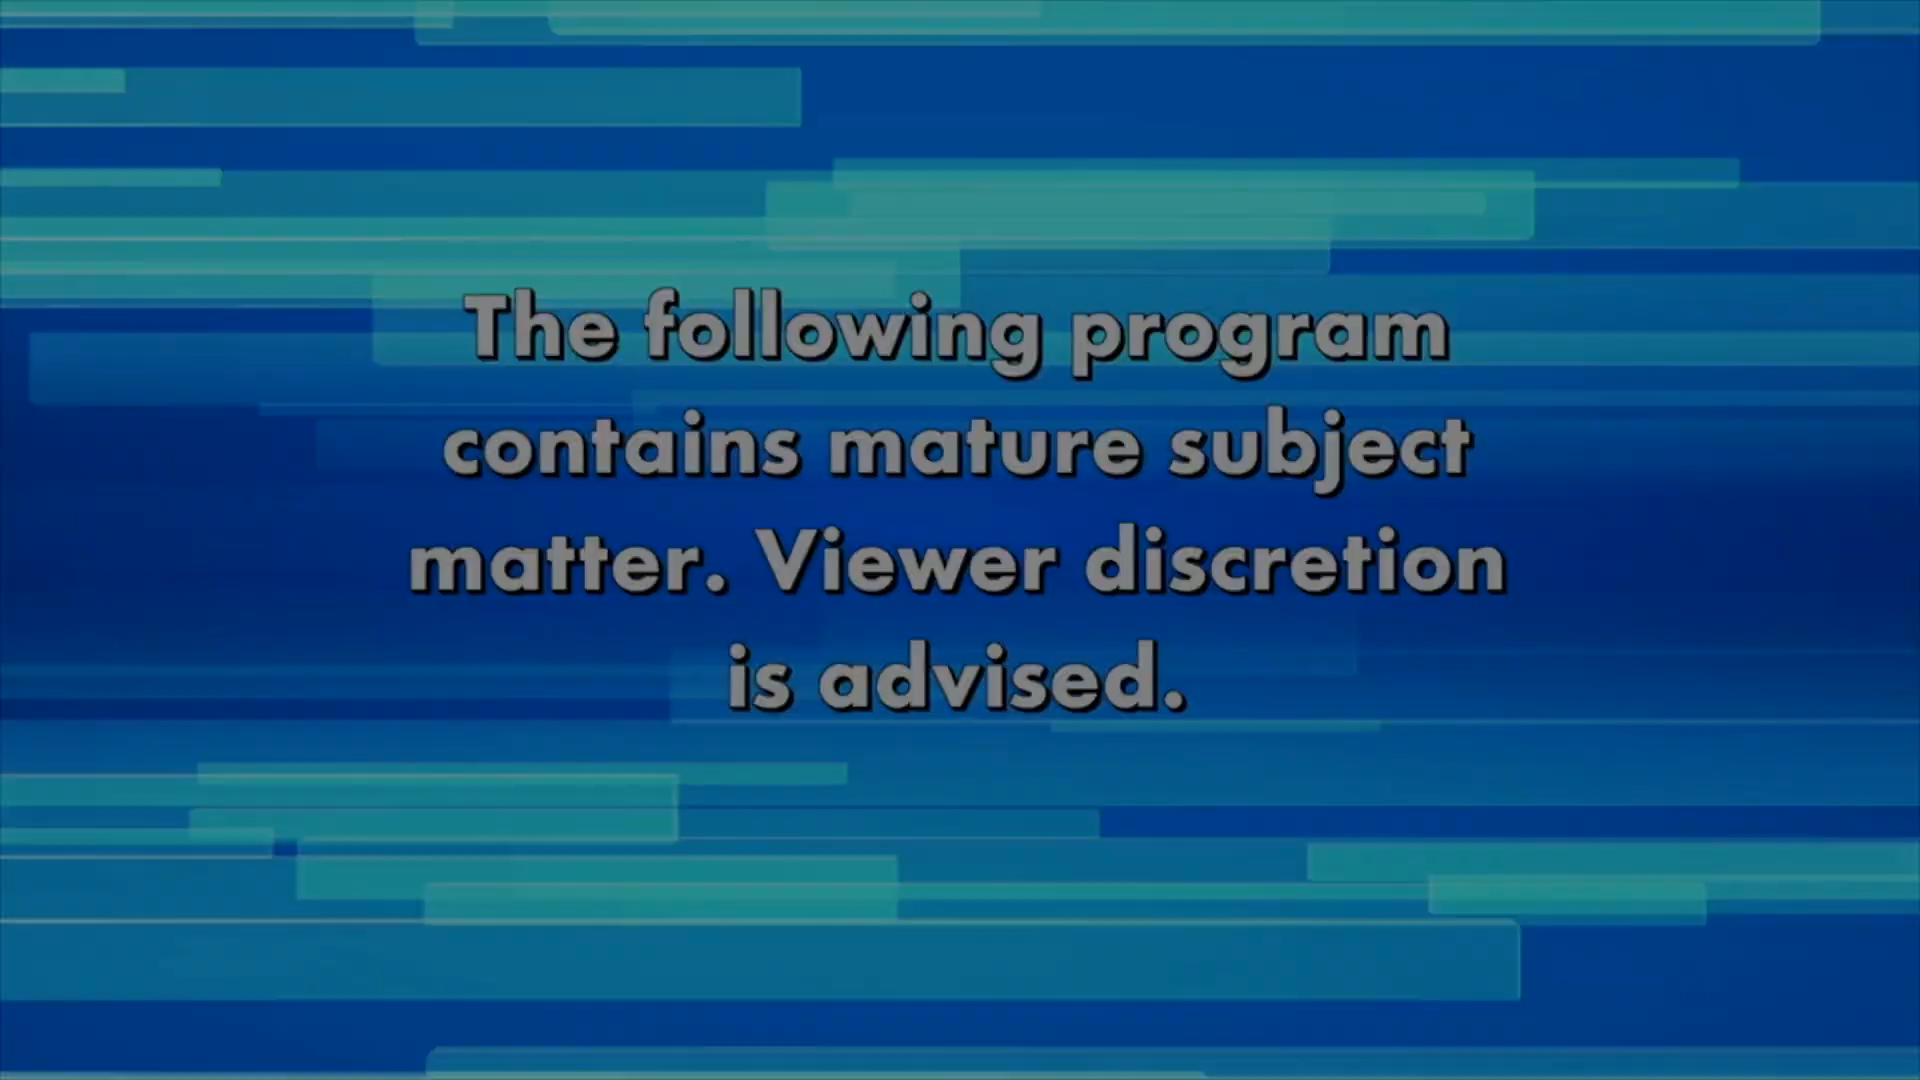 The following program
contains mature subject
matter. Viewer discretion
is advised.